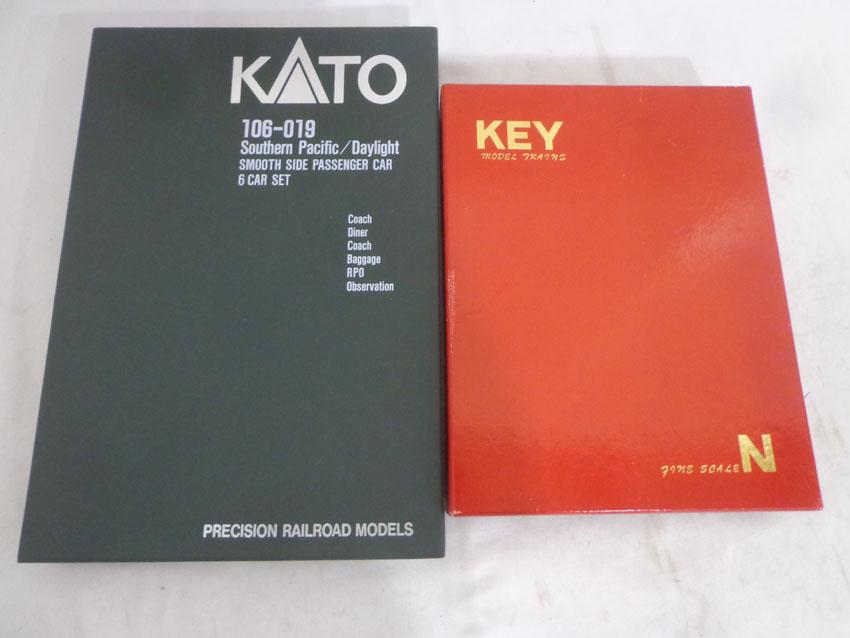 KATO
106-019
Southern Pacific/Daylight
SMOOTH SIDE PASSENGER CAR
6 CAR SET
Coach
Diner
Coach
Baggage
RPO
Observation
PRECISION RAILROAD MODELS
KEY
MODEL TRAINS
FINE SCALE N